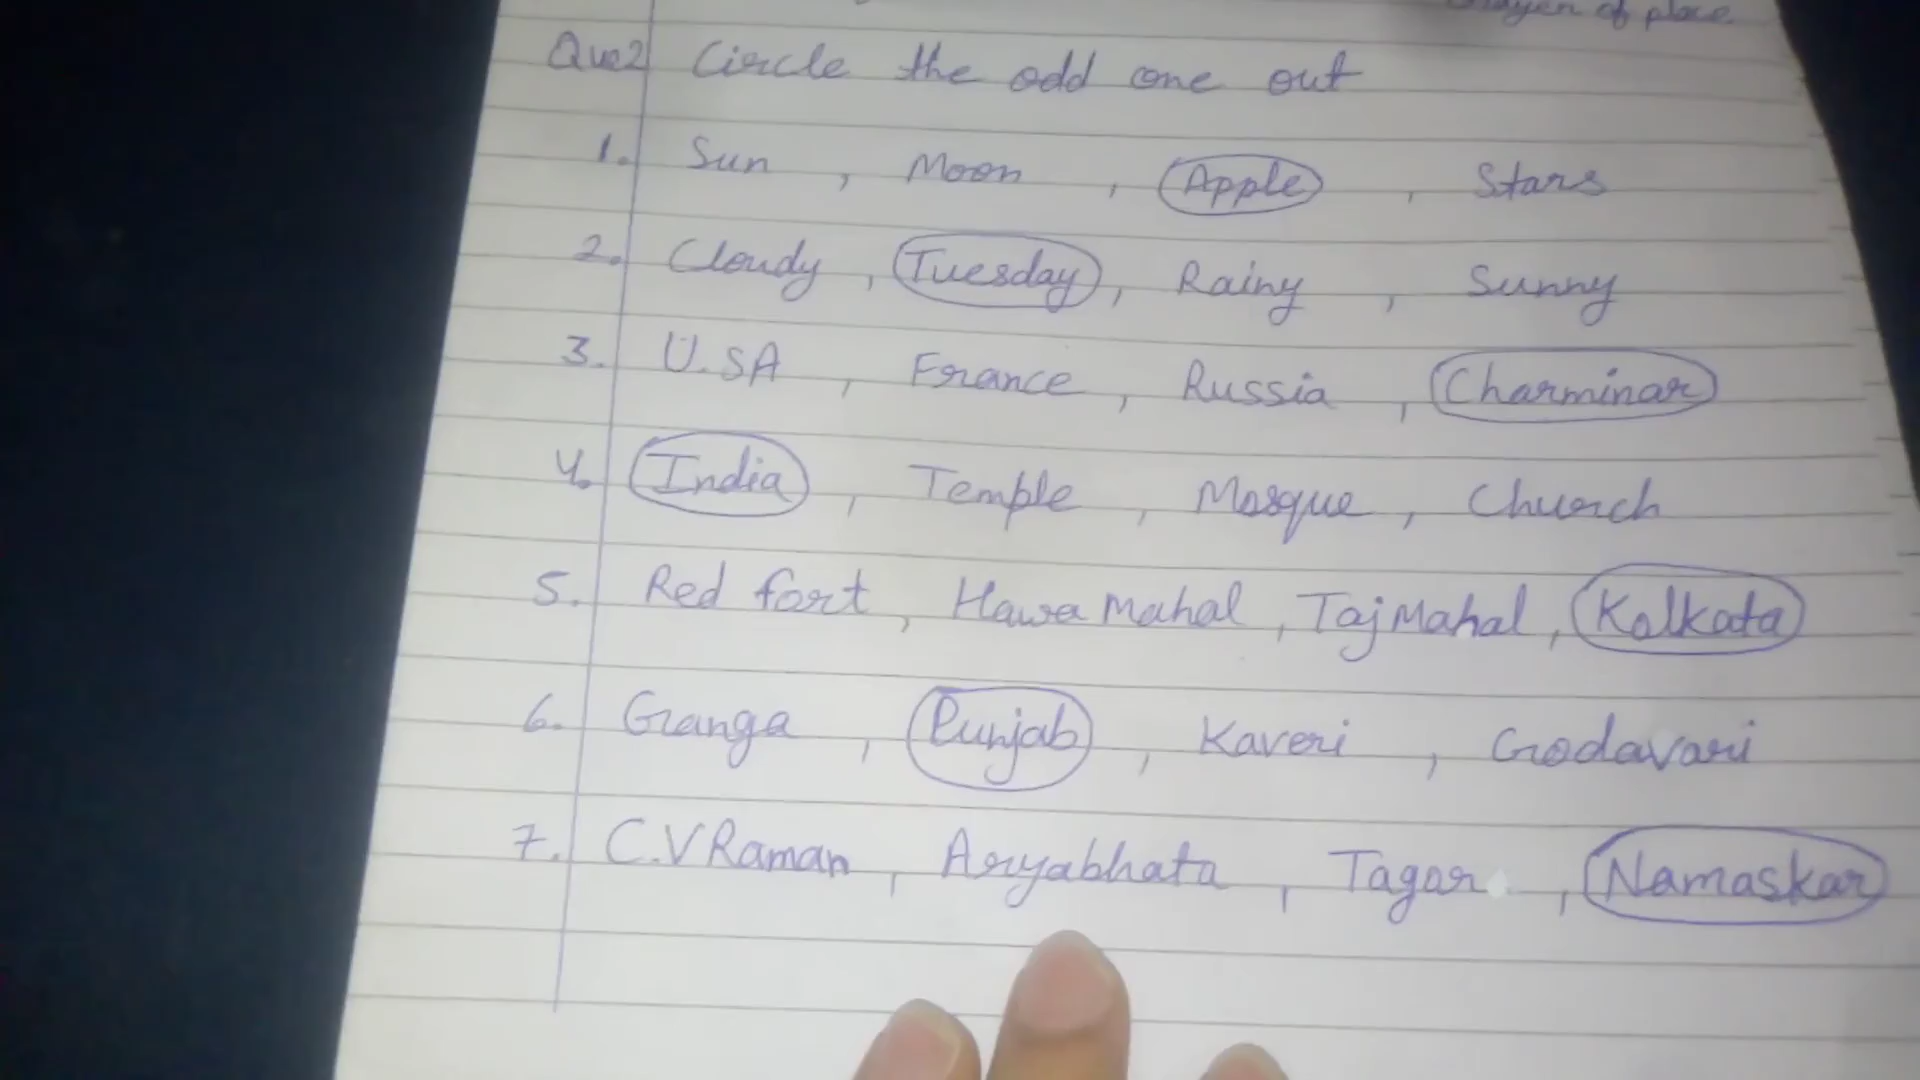 of place
Que2 Circle the odd one out
1. Sun , Moon , Apple , Stars
2. Cloudy , Tuesday , Rainy , Sunny
3. U.SA , France , Russia , Charminar
4. India , Temple , Mosque , Church
5. Red fort , Hawa Mahal , Taj Mahal , Kolkata
6. Ganga , Punjab , Kaveri , Godavari
7. C.V Raman , Aryabhata , Tagor , Namaskar